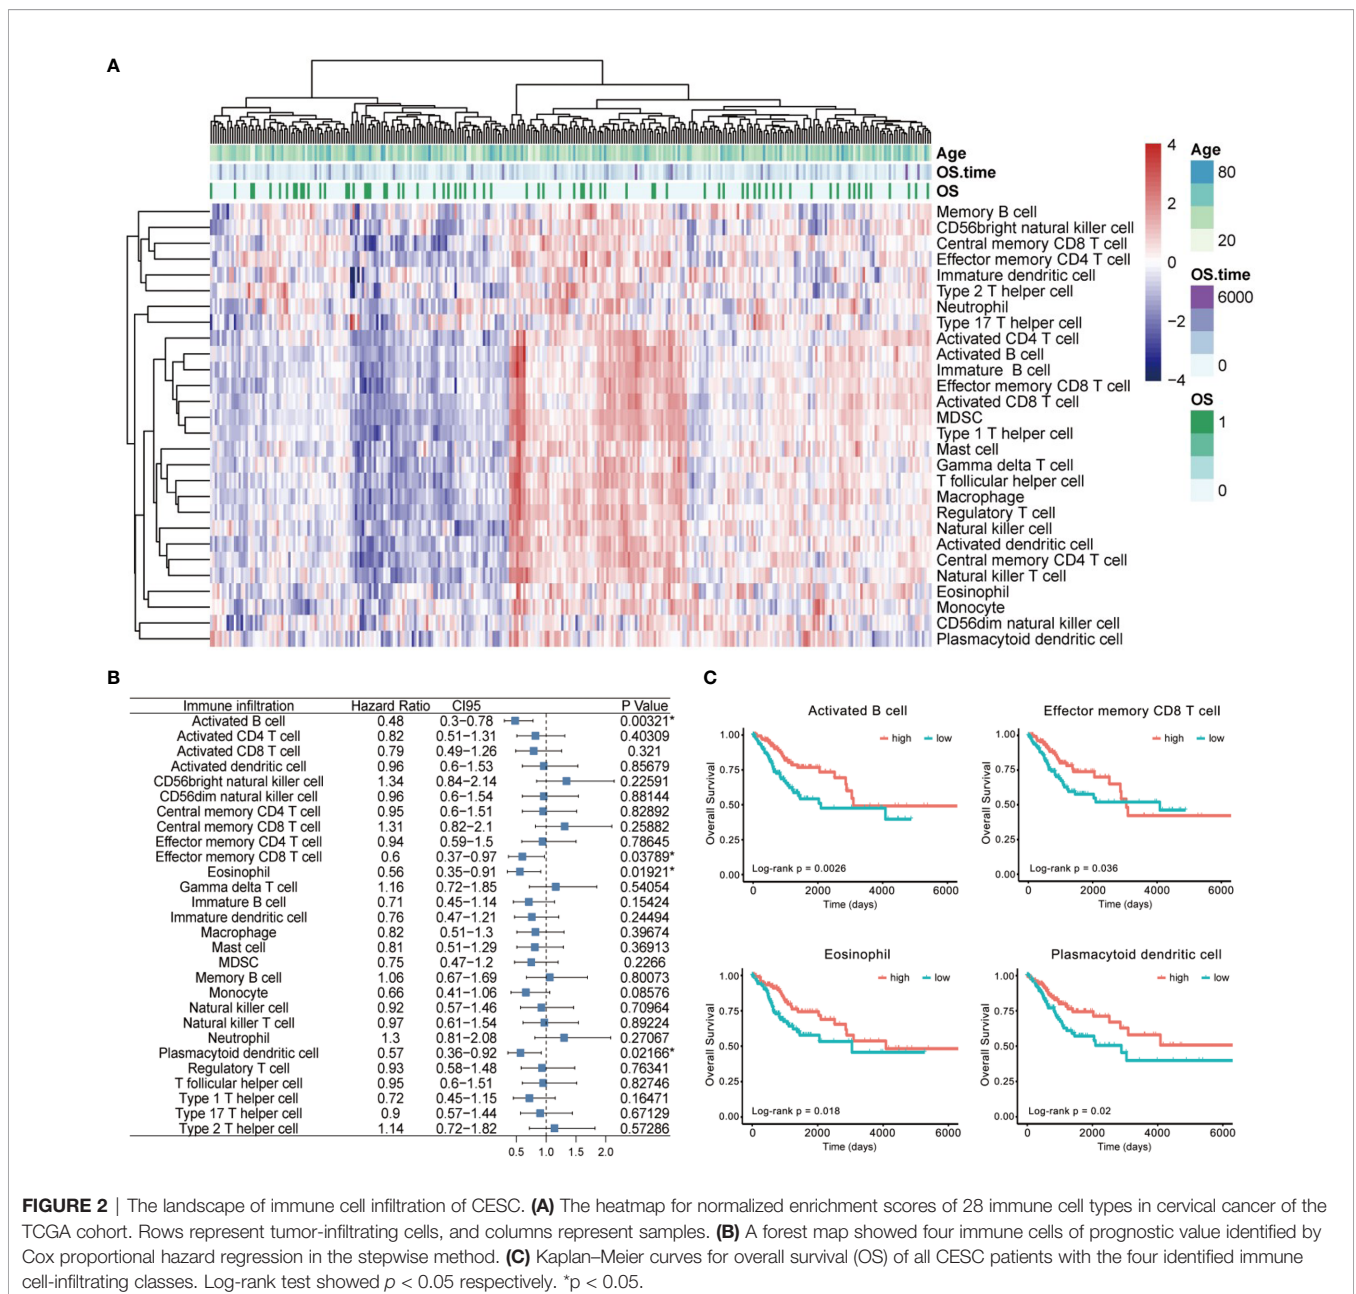 A
Age
OS.time
OS
Memory B cell
CD56bright natural killer cell
Central memory CD8 T cell
Effector memory CD4 T cell
Immature dendritic cell
Type 2 T helper cell
Neutrophil
Type 17 T helper cell
Activated CD4 T cell
Activated B cell
Immature B cell
Effector memory CD8 T cell
Activated CD8 T cell
MDSC
Type 1 T helper cell
Mast cell
Gamma delta T cell
T follicular helper cell
Macrophage
Regulatory T cell
Natural killer cell
Activated dendritic cell
Central memory CD4 T cell
Natural killer T cell
Eosinophil
Monocyte
CD56dim natural killer cell
Plasmacytoid dendritic cell
4
2
0
−2
−4
Age
80
20
OS.time
6000
0
OS
1
0
B
Immune infiltration Hazard Ratio CI95 P Value
Activated B cell 0.48 0.3−0.78 0.00321*
Activated CD4 T cell 0.82 0.51−1.31 0.40309
Activated CD8 T cell 0.79 0.49−1.26 0.321
Activated dendritic cell 0.96 0.6−1.53 0.85679
CD56bright natural killer cell 1.34 0.84−2.14 0.22591
CD56dim natural killer cell 0.96 0.6−1.54 0.88144
Central memory CD4 T cell 0.95 0.6−1.51 0.82892
Central memory CD8 T cell 1.31 0.82−2.1 0.25882
Effector memory CD4 T cell 0.94 0.59−1.5 0.78645
Effector memory CD8 T cell 0.6 0.37−0.97 0.03789*
Eosinophil 0.56 0.35−0.91 0.01921*
Gamma delta T cell 1.16 0.72−1.85 0.54054
Immature B cell 0.71 0.45−1.14 0.15424
Immature dendritic cell 0.76 0.47−1.21 0.24494
Macrophage 0.82 0.51−1.3 0.39674
Mast cell 0.81 0.51−1.29 0.36913
MDSC 0.75 0.47−1.2 0.2266
Memory B cell 1.06 0.67−1.69 0.80073
Monocyte 0.66 0.41−1.06 0.08576
Natural killer cell 0.92 0.57−1.46 0.70964
Natural killer T cell 0.97 0.61−1.54 0.89224
Neutrophil 1.3 0.81−2.08 0.27067
Plasmacytoid dendritic cell 0.57 0.36−0.92 0.02166*
Regulatory T cell 0.93 0.58−1.48 0.76341
T follicular helper cell 0.95 0.6−1.51 0.82746
Type 1 T helper cell 0.72 0.45−1.15 0.16471
Type 17 T helper cell 0.9 0.57−1.44 0.67129
Type 2 T helper cell 1.14 0.72−1.82 0.57286
0.5 1.0 1.5 2.0
C
Activated B cell
high low
Overall Survival
1.00
0.75
0.50
0.25
0.00
Log-rank p = 0.0026
0 2000 4000 6000
Time (days)
Effector memory CD8 T cell
high low
Overall Survival
1.00
0.75
0.50
0.25
0.00
Log-rank p = 0.036
0 2000 4000 6000
Time (days)
Eosinophil
high low
Overall Survival
1.00
0.75
0.50
0.25
0.00
Log-rank p = 0.018
0 2000 4000 6000
Time (days)
Plasmacytoid dendritic cell
high low
Overall Survival
1.00
0.75
0.50
0.25
0.00
Log-rank p = 0.02
0 2000 4000 6000
Time (days)
FIGURE 2 | The landscape of immune cell infiltration of CESC. (A) The heatmap for normalized enrichment scores of 28 immune cell types in cervical cancer of the
TCGA cohort. Rows represent tumor-infiltrating cells, and columns represent samples. (B) A forest map showed four immune cells of prognostic value identified by
Cox proportional hazard regression in the stepwise method. (C) Kaplan–Meier curves for overall survival (OS) of all CESC patients with the four identified immune
cell-infiltrating classes. Log-rank test showed p < 0.05 respectively. *p < 0.05.